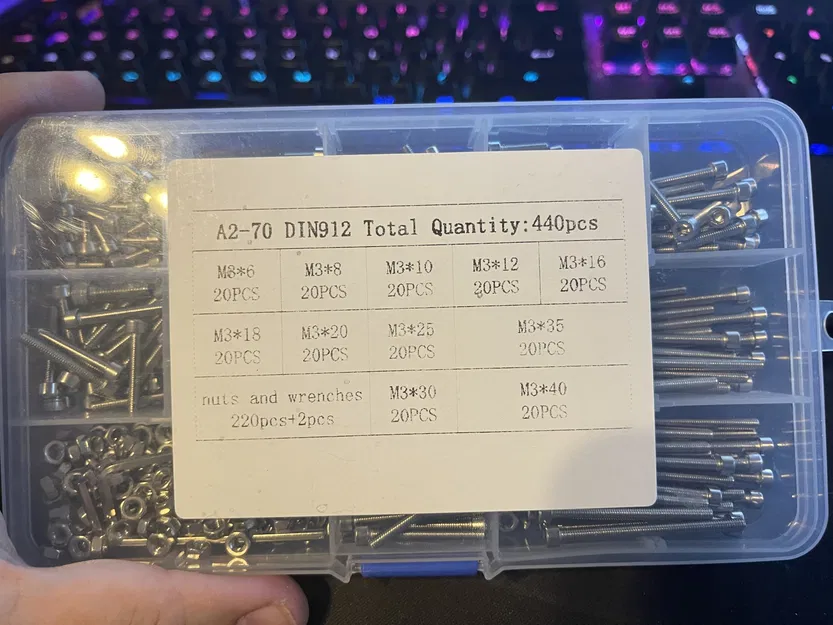 A2-70 DIN912 Total Quantity:440pcs
M3*6 M3*8 M3*10 M3*12 M3*16
20PCS 20PCS 20PCS 20PCS 20PCS
M3*18 M3*20 M3*25 M3*35
20PCS 20PCS 20PCS 20PCS
nuts and wrenches M3*30 M3*40
220pcs+2pcs 20PCS 20PCS